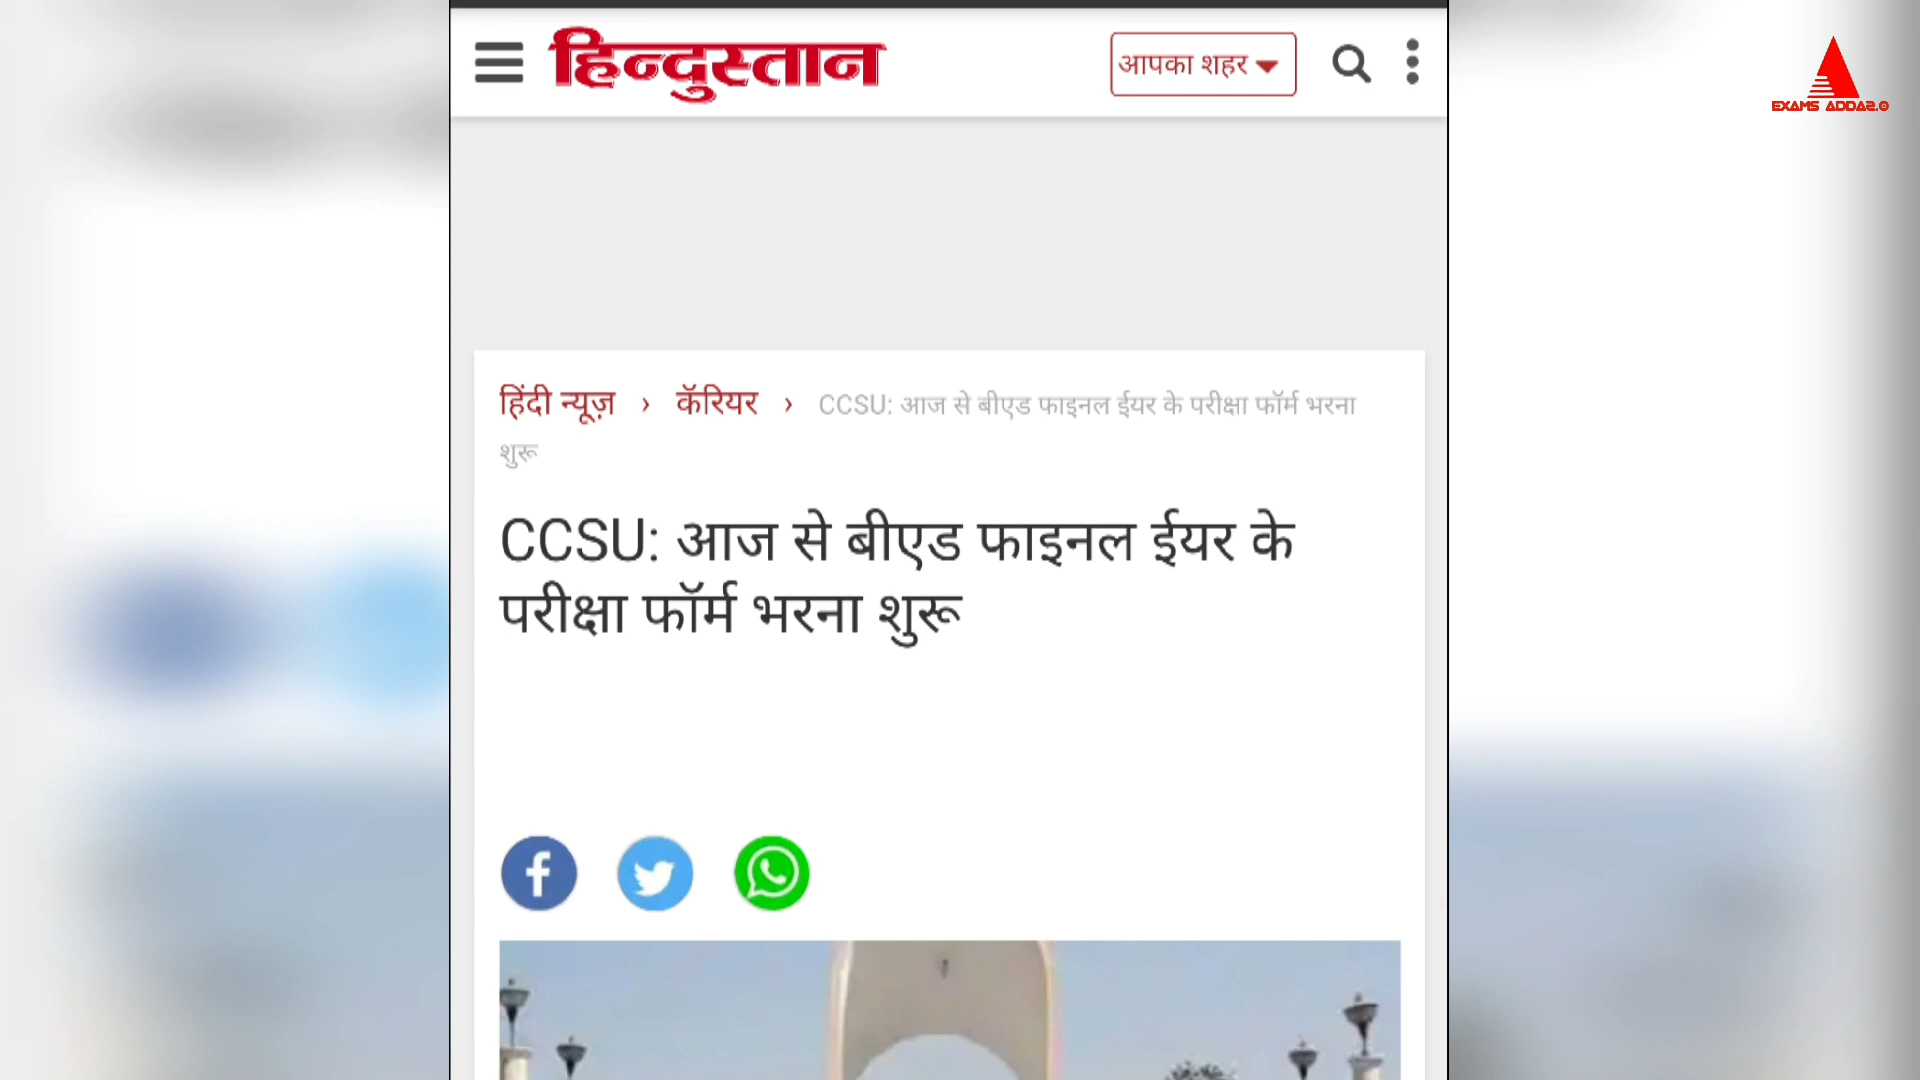 हिन्दुस्तान
आपका शहर
EXAMS ADDA2.0
हिंदी न्यूज़ › कॅरियर › CCSU: आज से बीएड फाइनल ईयर के परीक्षा फॉर्म भरना
शुरू
CCSU: आज से बीएड फाइनल ईयर के
परीक्षा फॉर्म भरना शुरू